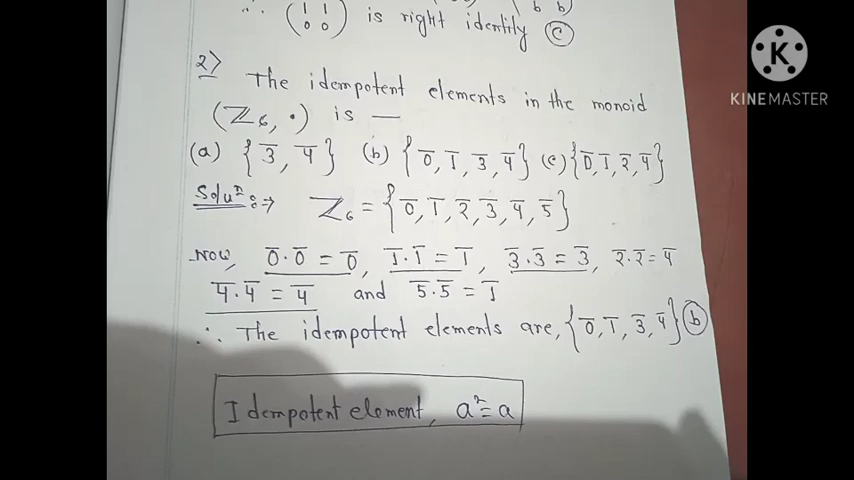 ∴ (1 1
0 0) is right identity (c)
b b)
K
KINEMASTER
2> The idempotent elements in the monoid
(ℤ₆, •) is —
(a) {3̅, 4̅} (b) {0̅, 1̅, 3̅, 4̅} (c) {0̅, 1̅, 2̅, 4̅}
Soluⁿ :⇒ ℤ₆ = {0̅, 1̅, 2̅, 3̅, 4̅, 5̅}
Now, 0̅·0̅ = 0̅, 1̅·1̅ = 1̅, 3̅·3̅ = 3̅, 2̅·2̅ = 4̅
4̅·4̅ = 4̅ and 5̅·5̅ = 1̅
∴ The idempotent elements are, {0̅, 1̅, 3̅, 4̅} (b)
Idempotent element, a² = a